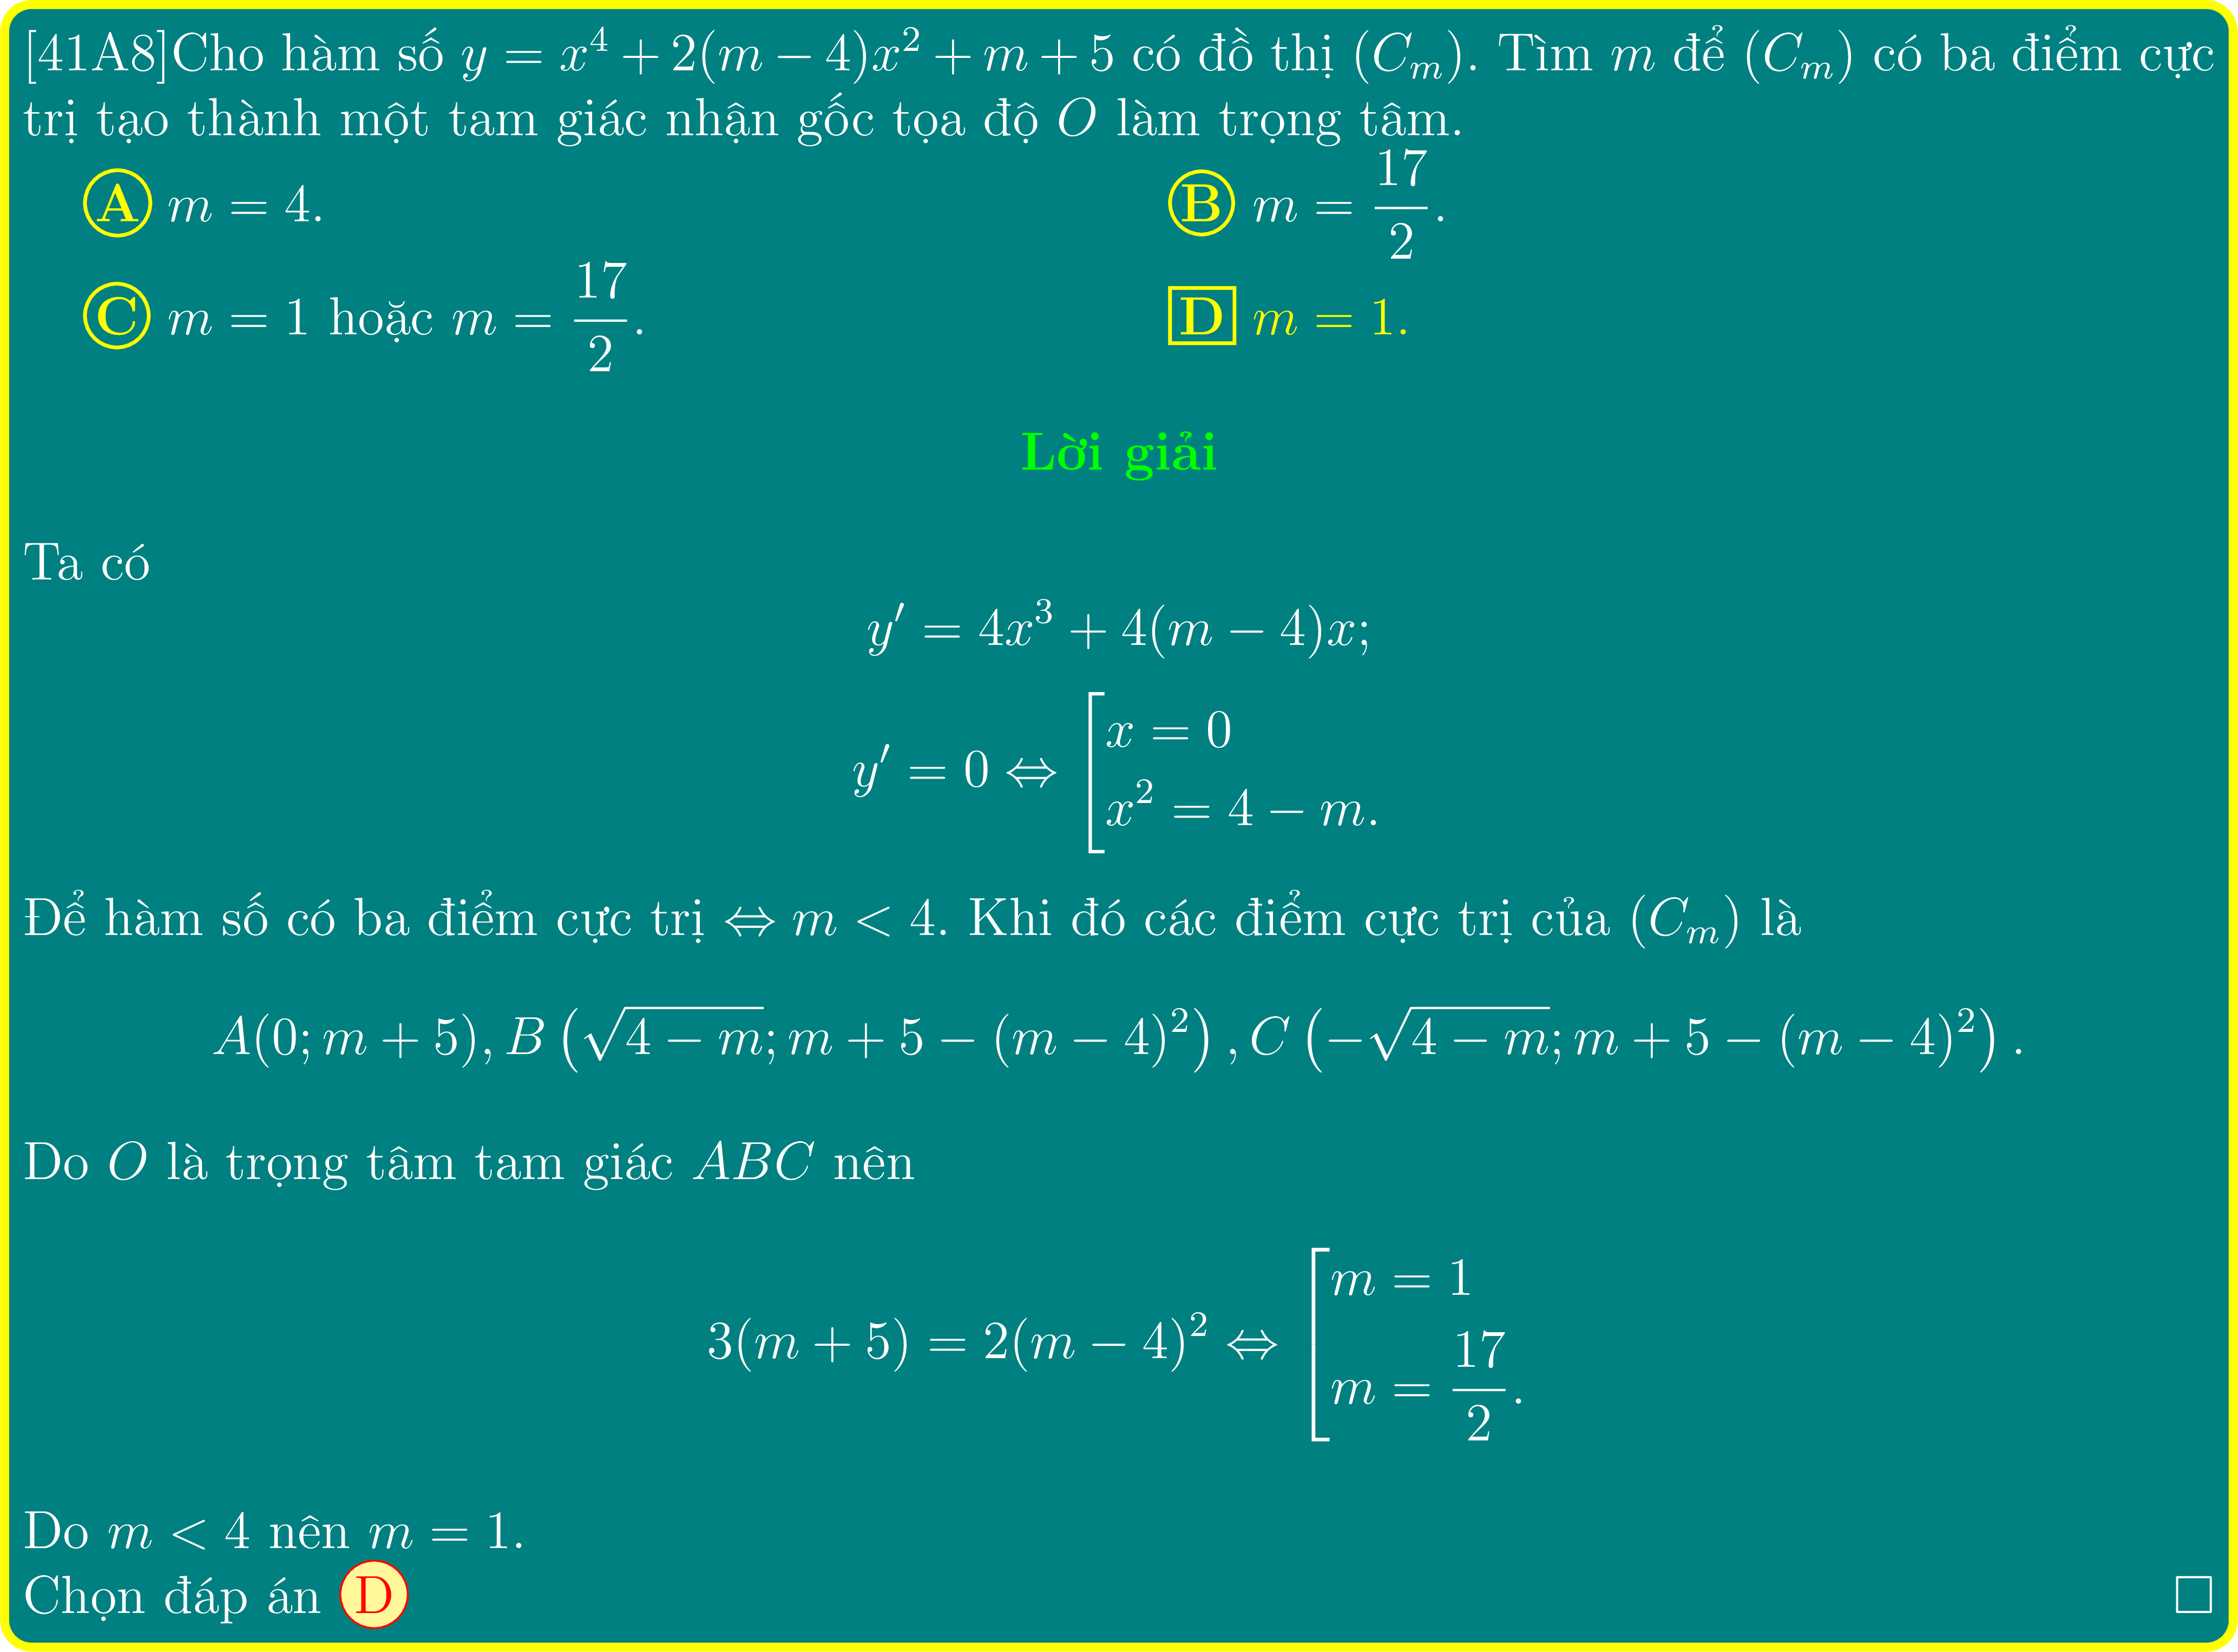 [41A8]Cho hàm số $y = x^4 + 2(m-4)x^2 + m + 5$ có đồ thị $(C_m)$. Tìm $m$ để $(C_m)$ có ba điểm cực
trị tạo thành một tam giác nhận gốc tọa độ $O$ làm trọng tâm.
Ⓐ $m = 4$. Ⓑ $m = \dfrac{17}{2}$.
Ⓒ $m = 1$ hoặc $m = \dfrac{17}{2}$. D $m = 1$.
Lời giải
Ta có
$y' = 4x^3 + 4(m-4)x;$
$y' = 0 \Leftrightarrow \left[\begin{array}{l} x = 0 \\ x^2 = 4 - m. \end{array}\right.$
Để hàm số có ba điểm cực trị $\Leftrightarrow m < 4$. Khi đó các điểm cực trị của $(C_m)$ là
$A(0; m+5), B\left(\sqrt{4-m}; m+5-(m-4)^2\right), C\left(-\sqrt{4-m}; m+5-(m-4)^2\right).$
Do $O$ là trọng tâm tam giác $ABC$ nên
$3(m+5) = 2(m-4)^2 \Leftrightarrow \left[\begin{array}{l} m = 1 \\ m = \dfrac{17}{2}. \end{array}\right.$
Do $m < 4$ nên $m = 1$.
Chọn đáp án Ⓓ □